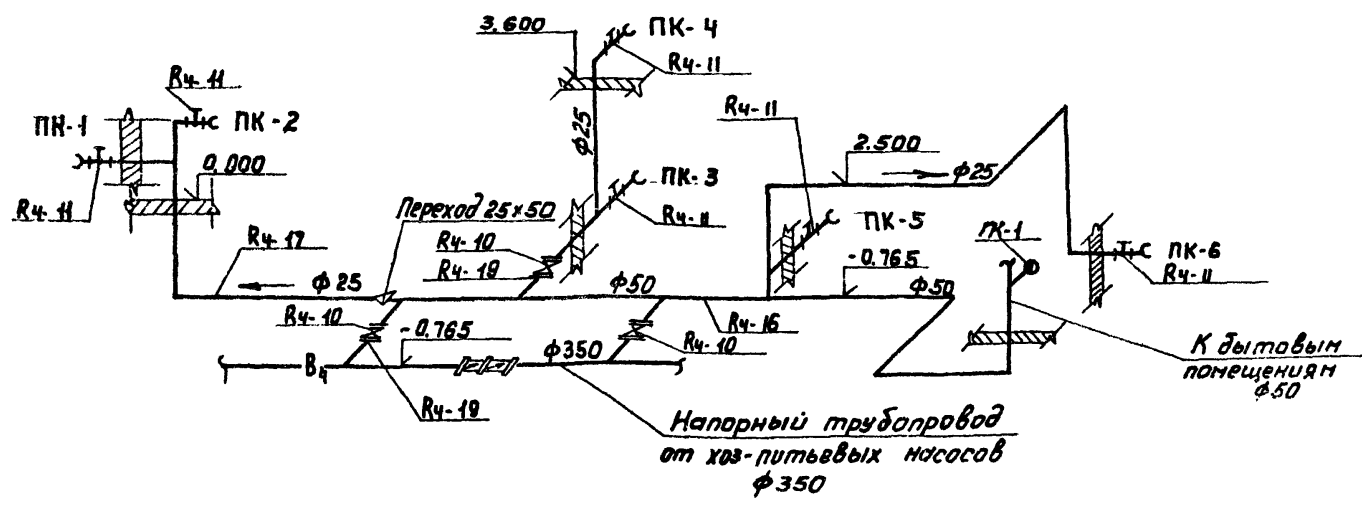 3.600
ПК-4
Rч-11
Rч-11
ПК-1
ПК-2
Ф25
Rч-11
0.000
2.500
Ф25
Rч-11
Переход 25×50
ПК-3
Rч-11
ПК-5
ПК-1
ПК-6
Rч-11
Rч-10
Rч-19
Rч-17
-0.765
Ф25
Ф50
Ф50
Rч-10
-0.765
Rч-16
Rч-10
Ф350
В4
К бытовым
помещениям
Ф50
Rч-19
Напорный трубопровод
от хоз-питьевых насосов
Ф350